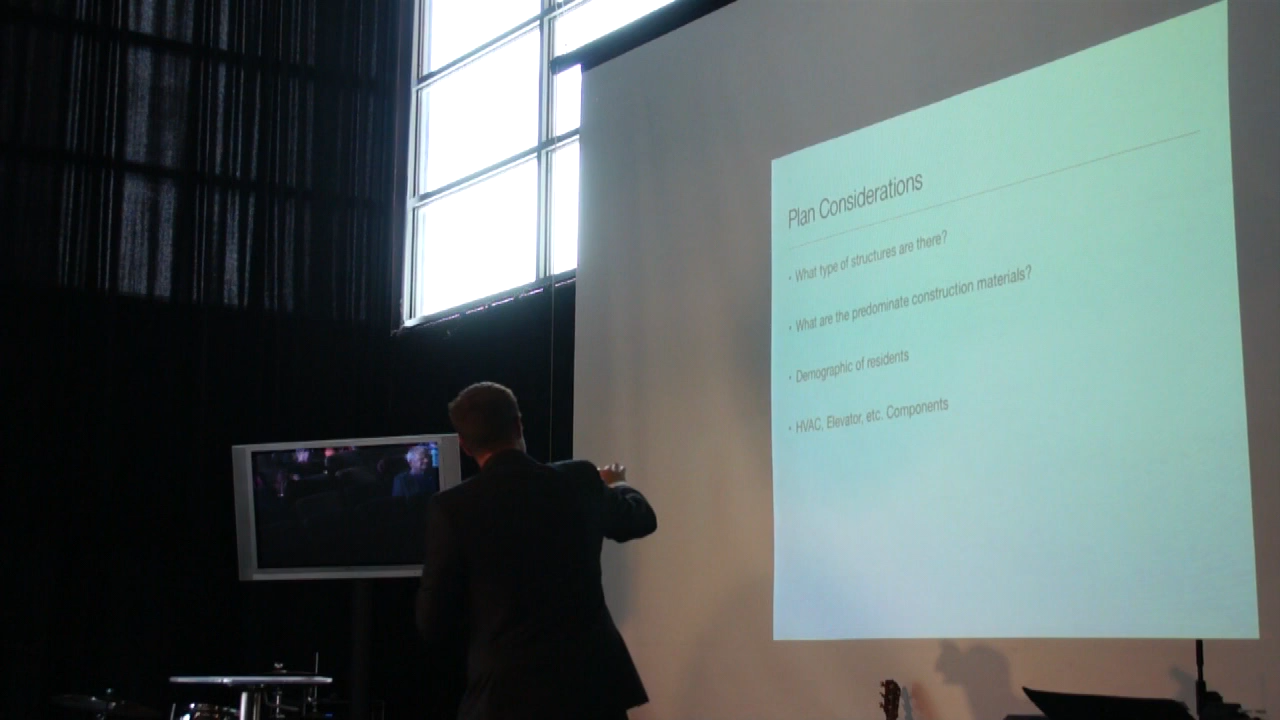 Plan Considerations
• What type of structures are there?
• What are the predominate construction materials?
• Demographic of residents
• HVAC, Elevator, etc. Components